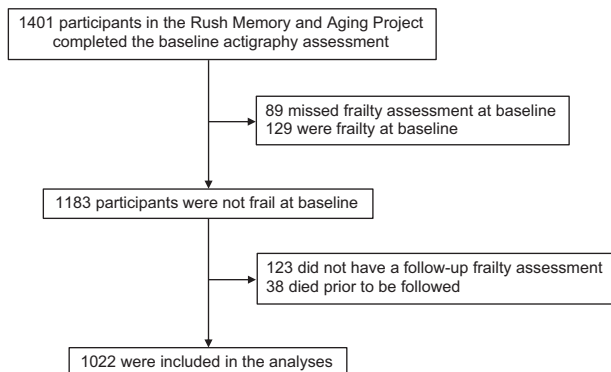 1401 participants in the Rush Memory and Aging Project
completed the baseline actigraphy assessment
89 missed frailty assessment at baseline
129 were frailty at baseline
1183 participants were not frail at baseline
123 did not have a follow-up frailty assessment
38 died prior to be followed
1022 were included in the analyses